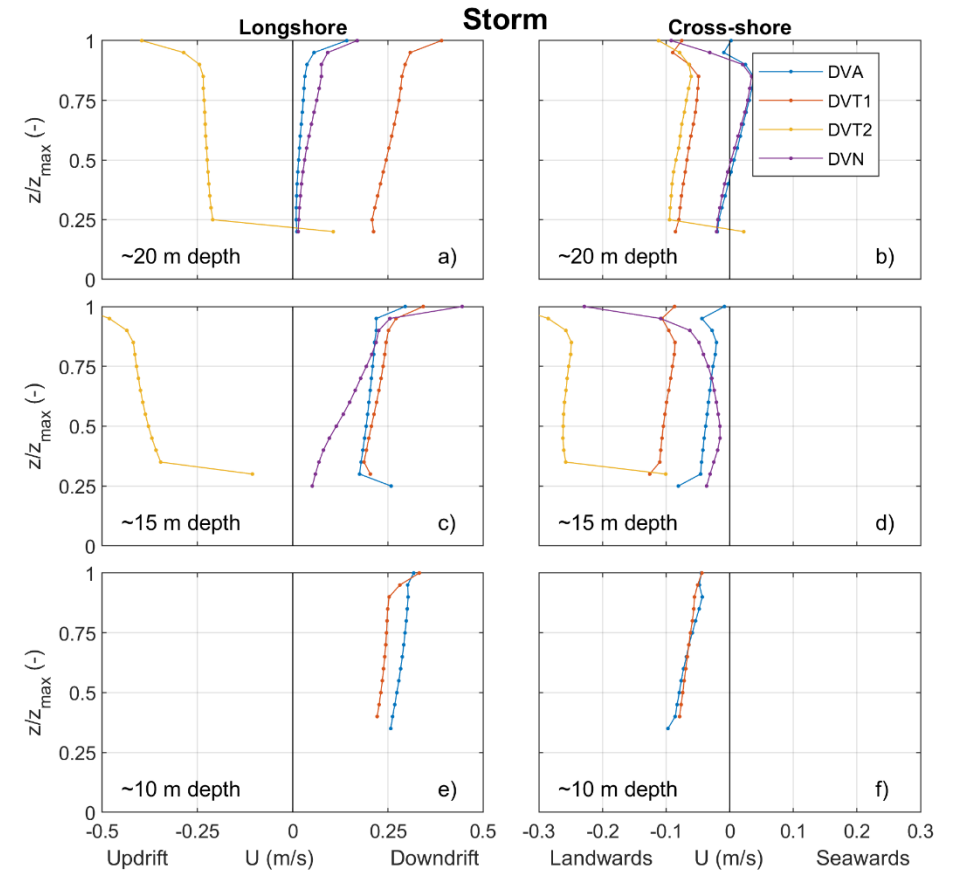 Storm
Longshore
Cross-shore
1
0.75
0.5
0.25
0
z/zmax (-)
~20 m depth
a)
DVA
DVT1
DVT2
DVN
~20 m depth
b)
1
0.75
0.5
0.25
0
z/zmax (-)
~15 m depth
c)
~15 m depth
d)
1
0.75
0.5
0.25
0
z/zmax (-)
~10 m depth
e)
~10 m depth
f)
-0.5 -0.25 0 0.25 0.5
-0.3 -0.2 -0.1 0 0.1 0.2 0.3
Updrift U (m/s) Downdrift
Landwards U (m/s) Seawards